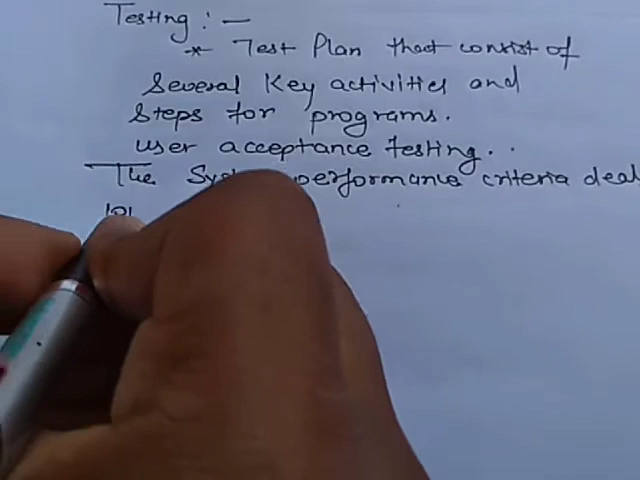 Testing : -
* Test Plan that consist of
Several Key activities and
Steps for programs.
user acceptance testing. .
The performance criteria deal